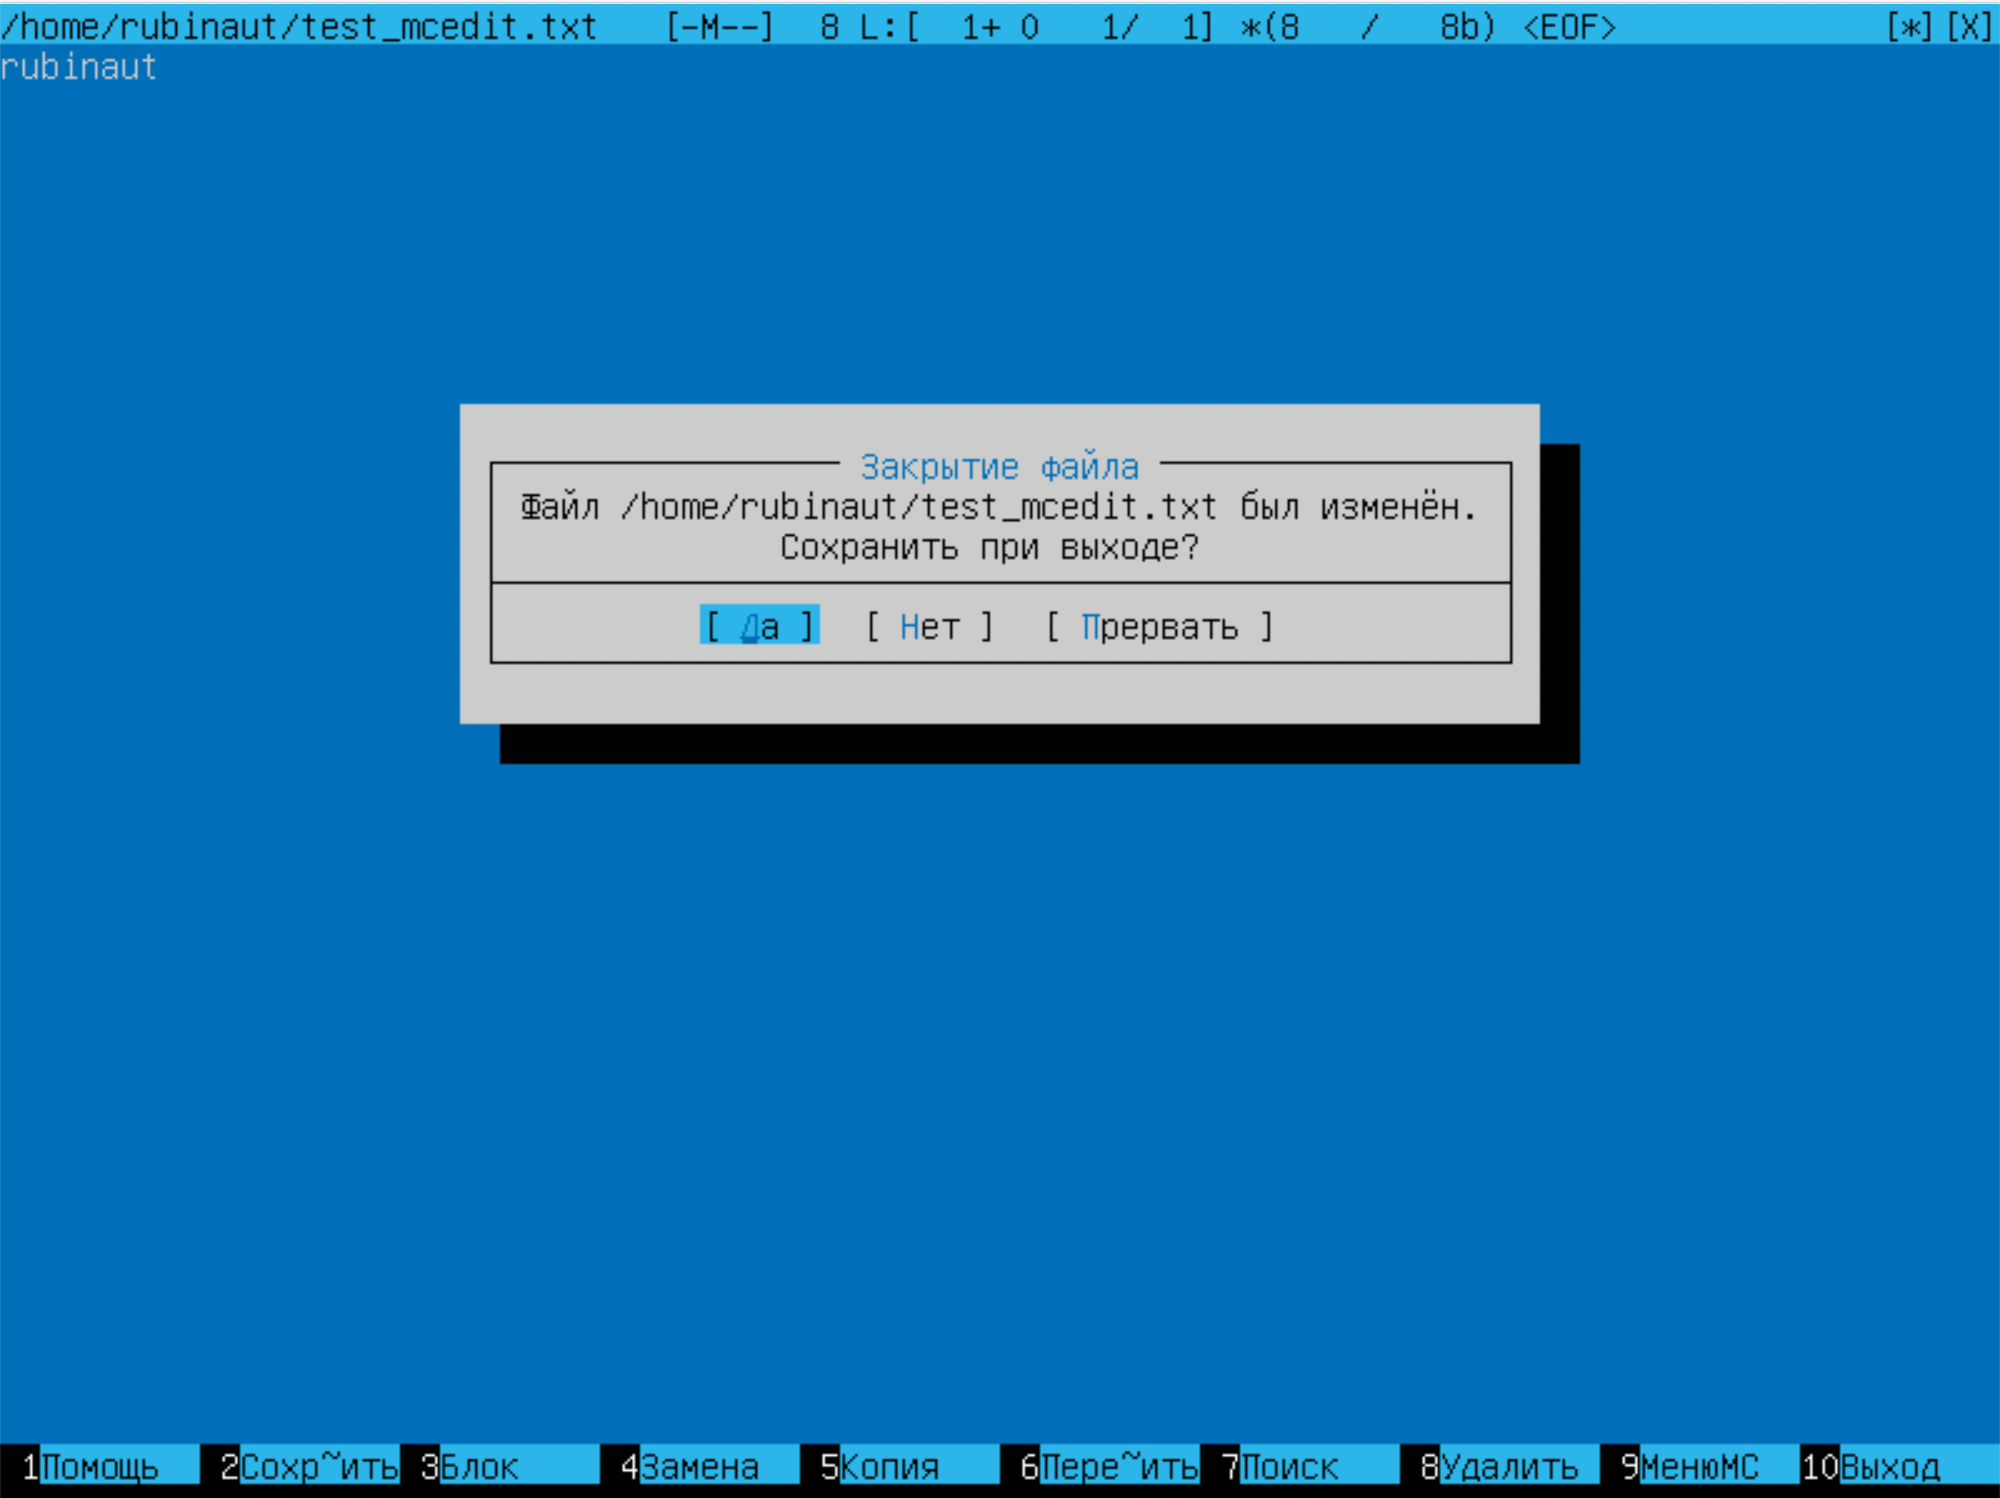 /home/rubinaut/test_mcedit.txt [-M--] 8 L:[ 1+ 0 1/ 1] *(8 / 8b) <EOF> [*][X]
rubinaut
Закрытие файла
Файл /home/rubinaut/test_mcedit.txt был изменён.
Сохранить при выходе?
[ Да ] [ Нет ] [ Прервать ]
1Помощь 2Сохр~ить 3Блок 4Замена 5Копия 6Пере~ить 7Поиск 8Удалить 9МенюMC 10Выход